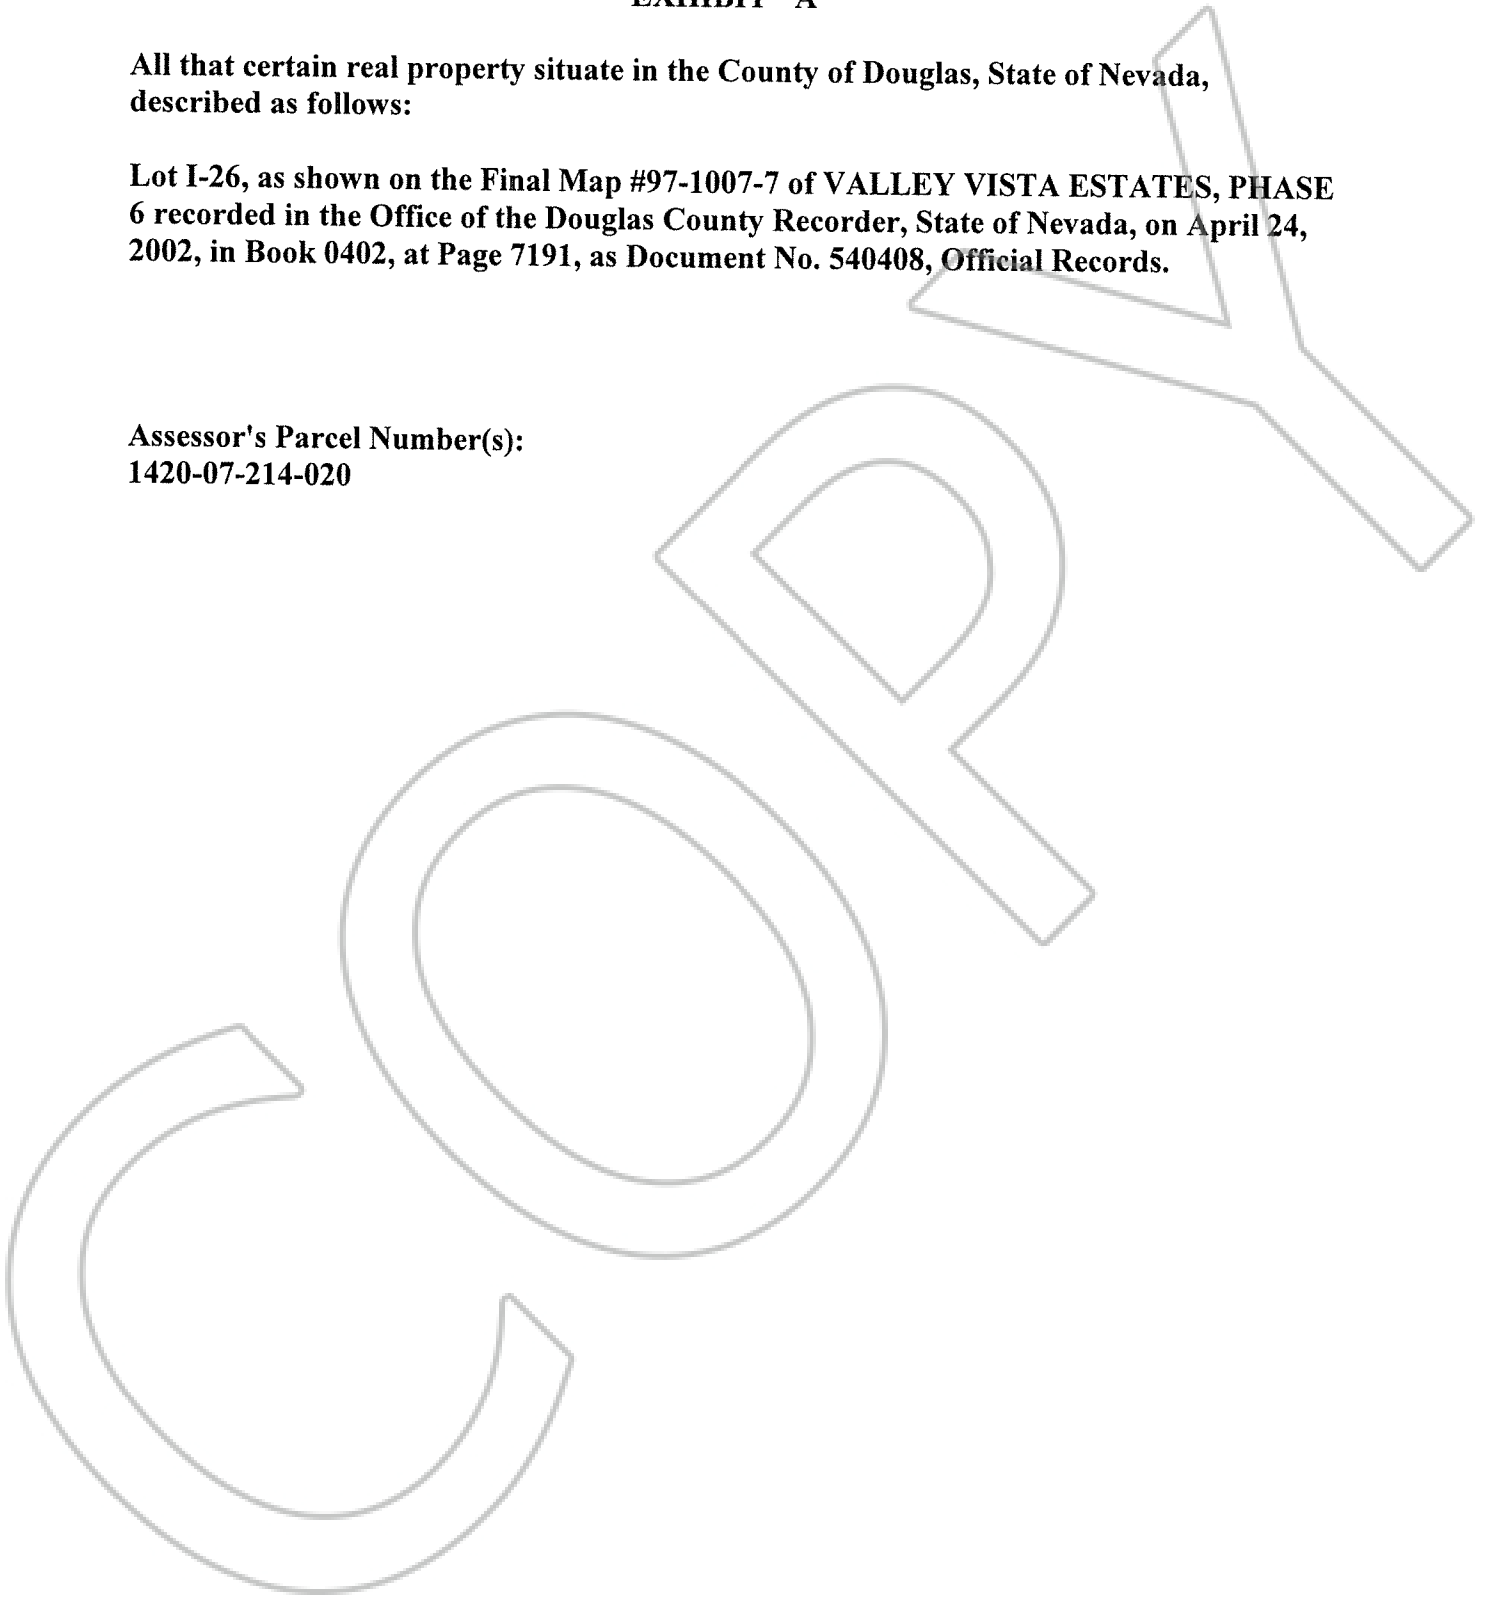 EXHIBIT "A"
All that certain real property situate in the County of Douglas, State of Nevada,
described as follows:
Lot I-26, as shown on the Final Map #97-1007-7 of VALLEY VISTA ESTATES, PHASE
6 recorded in the Office of the Douglas County Recorder, State of Nevada, on April 24,
2002, in Book 0402, at Page 7191, as Document No. 540408, Official Records.
Assessor's Parcel Number(s):
1420-07-214-020
COPY